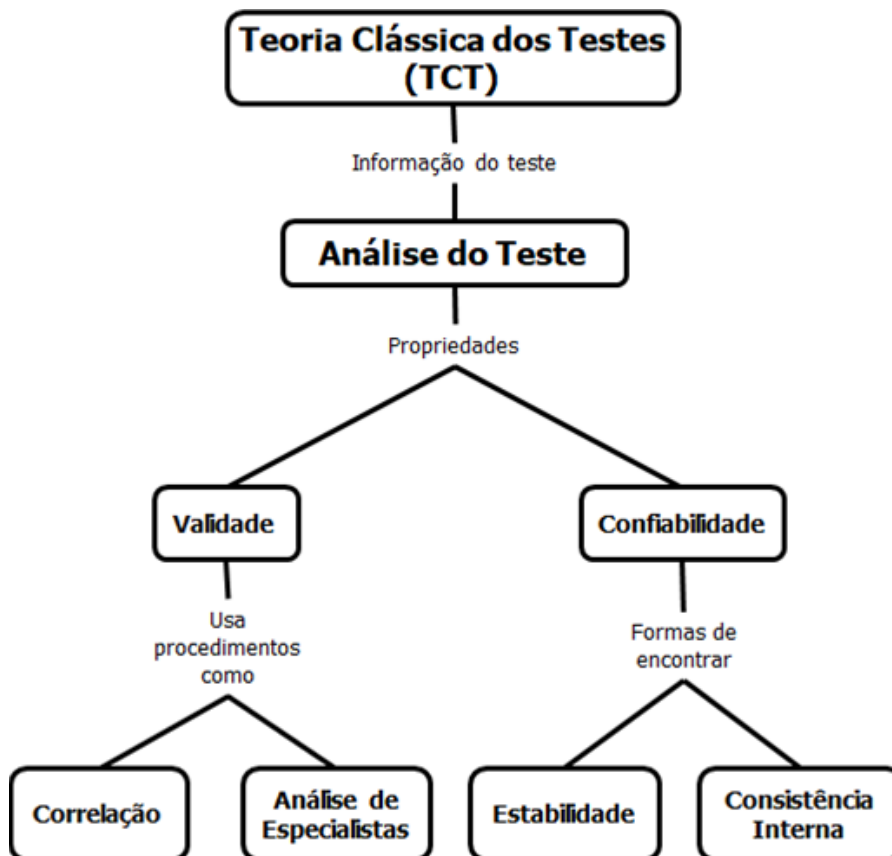 Teoria Clássica dos Testes
(TCT)
Informação do teste
Análise do Teste
Propriedades
Validade
Confiabilidade
Usa
procedimentos
como
Formas de
encontrar
Correlação
Análise de
Especialistas
Estabilidade
Consistência
Interna